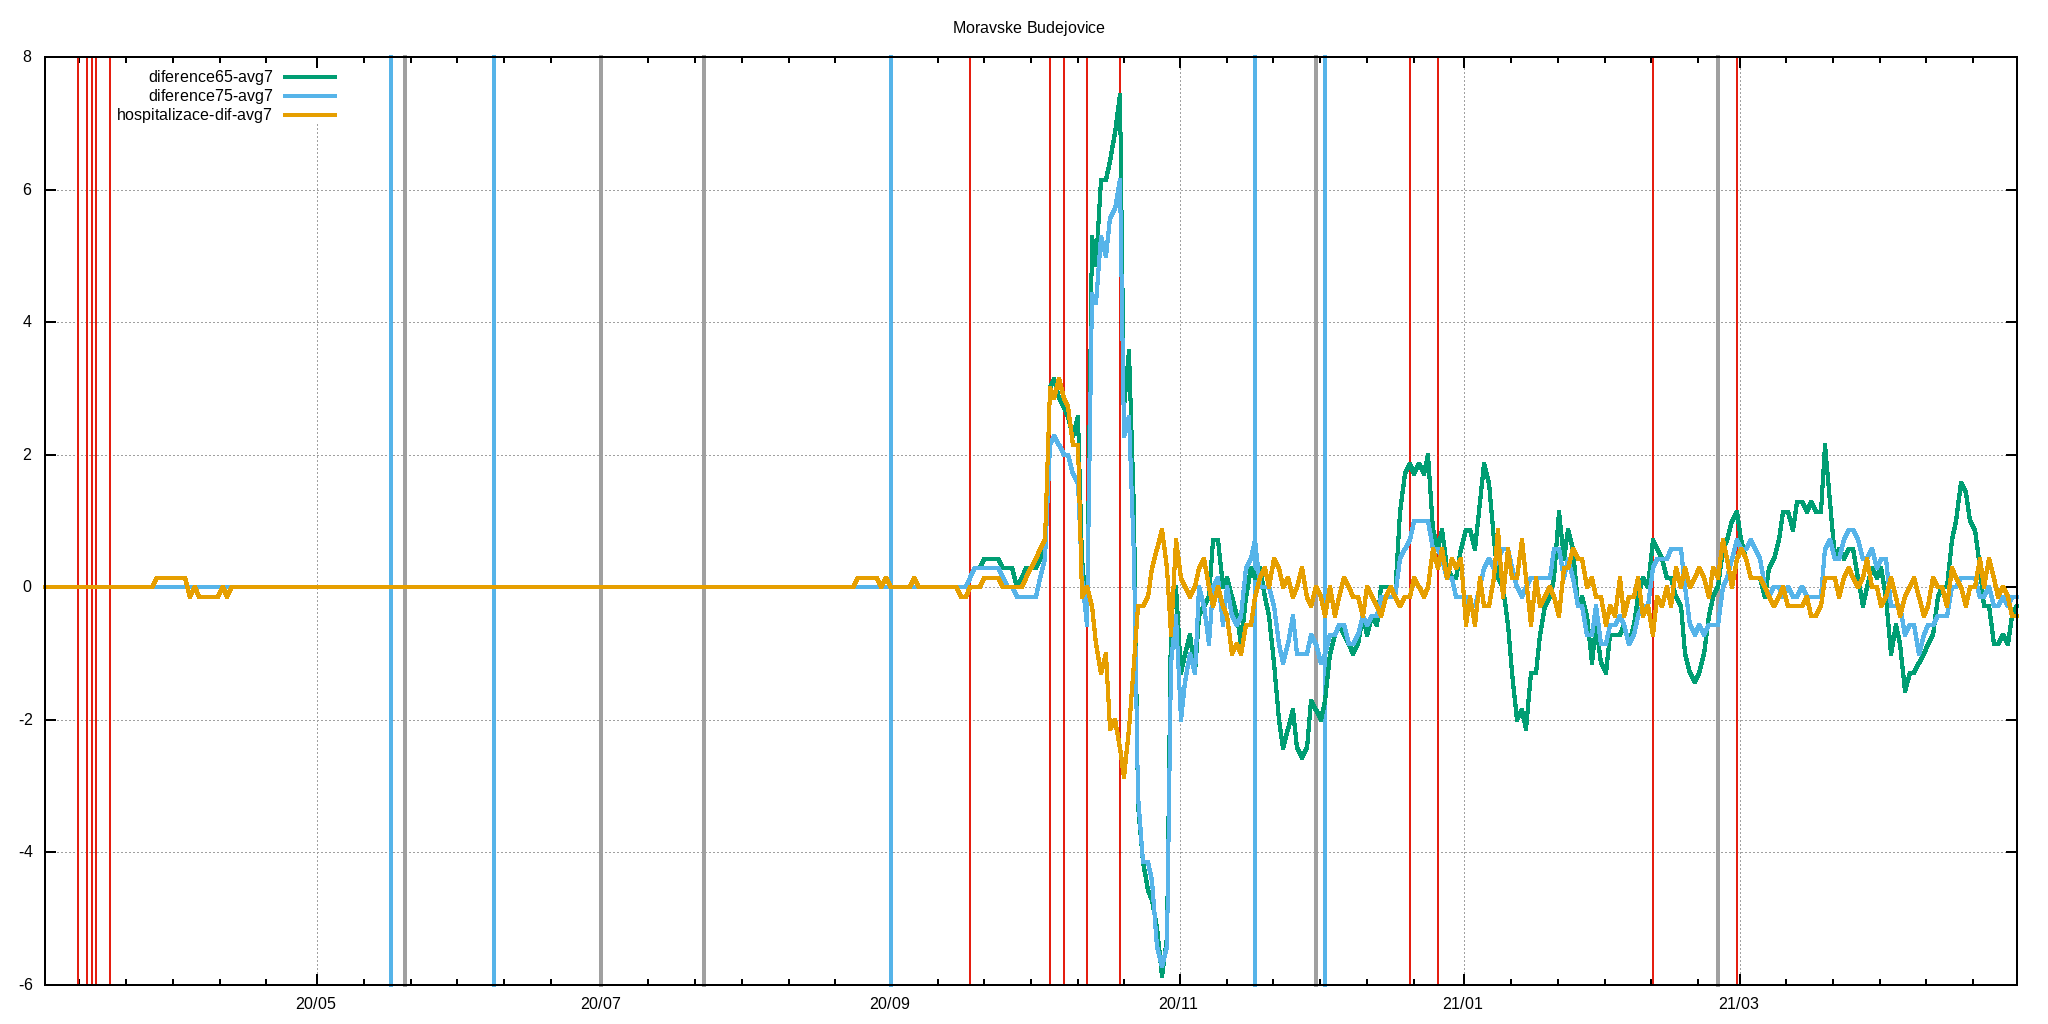 Moravske Budejovice
8
diference65-avg7
diference75-avg7
hospitalizace-dif-avg7
6
4
2
0
-2
-4
-6
20/05 20/07 20/09 20/11 21/01 21/03